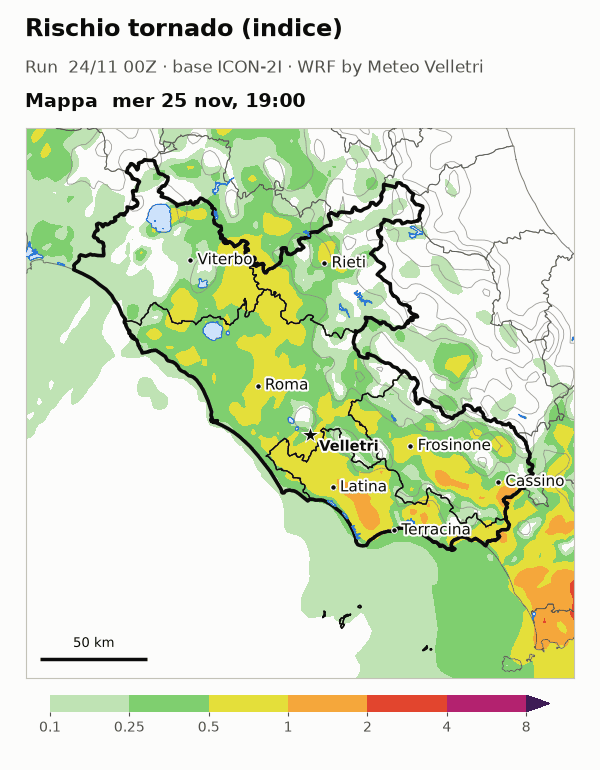 Rischio tornado (indice)
Run  24/11 00Z · base ICON-2I · WRF by Meteo Velletri
Mappa  mer 25 nov, 19:00
Viterbo
Rieti
Roma
Velletri
Frosinone
Cassino
Latina
Terracina
50 km
0.1 0.25 0.5 1 2 4 8